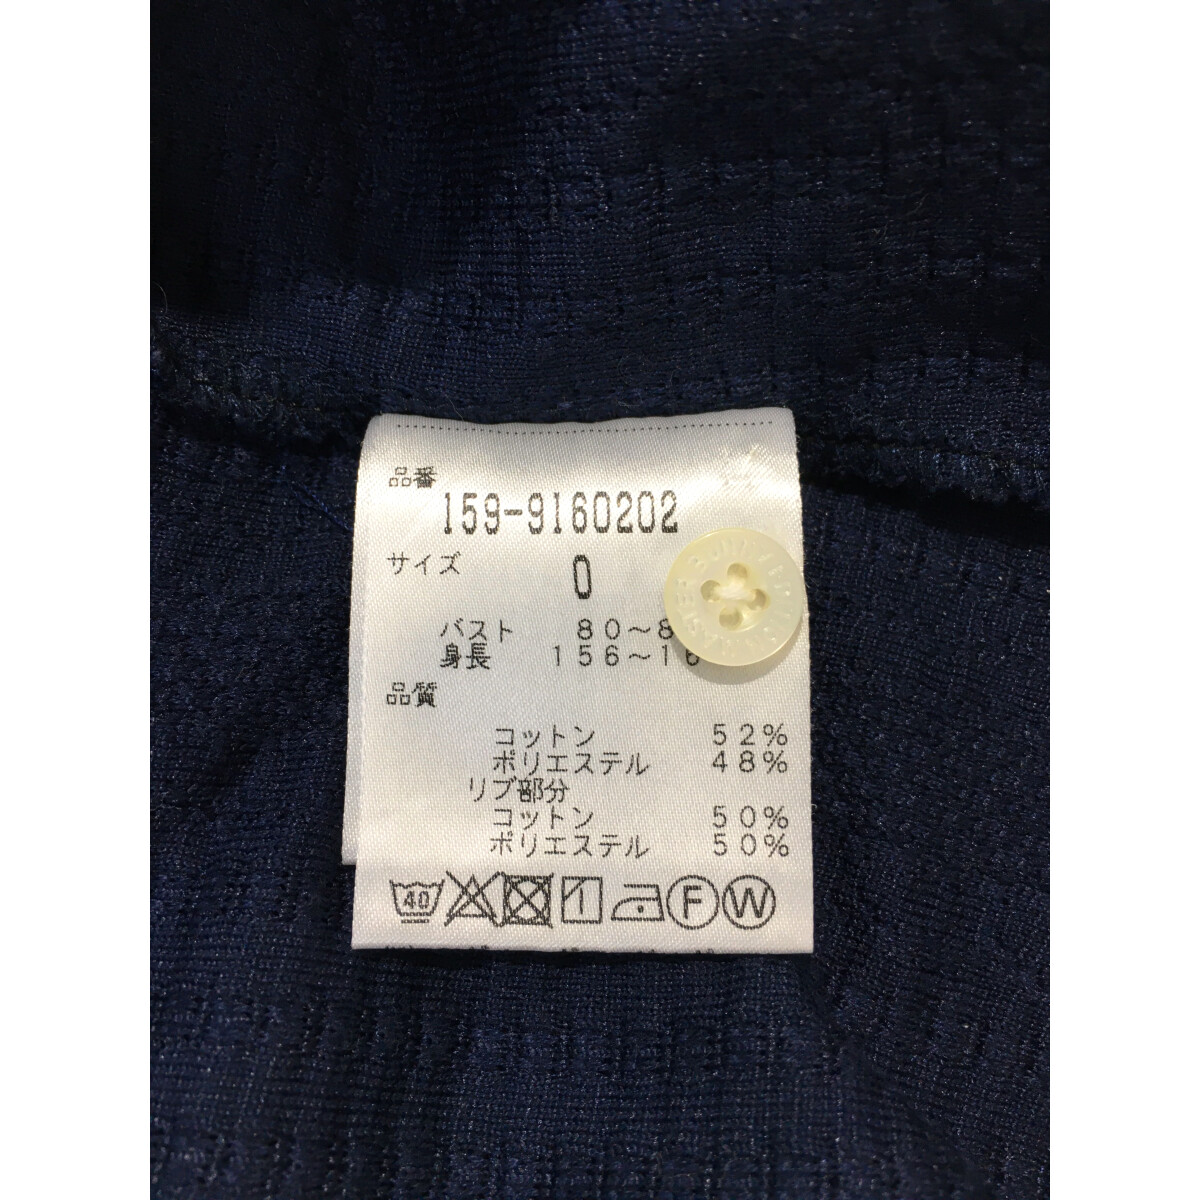 品番
159-9160202
サイズ 0
バスト 80～8
身長 156～16
品質
コットン 52%
ポリエステル 48%
リブ部分
コットン 50%
ポリエステル 50%
40 F W